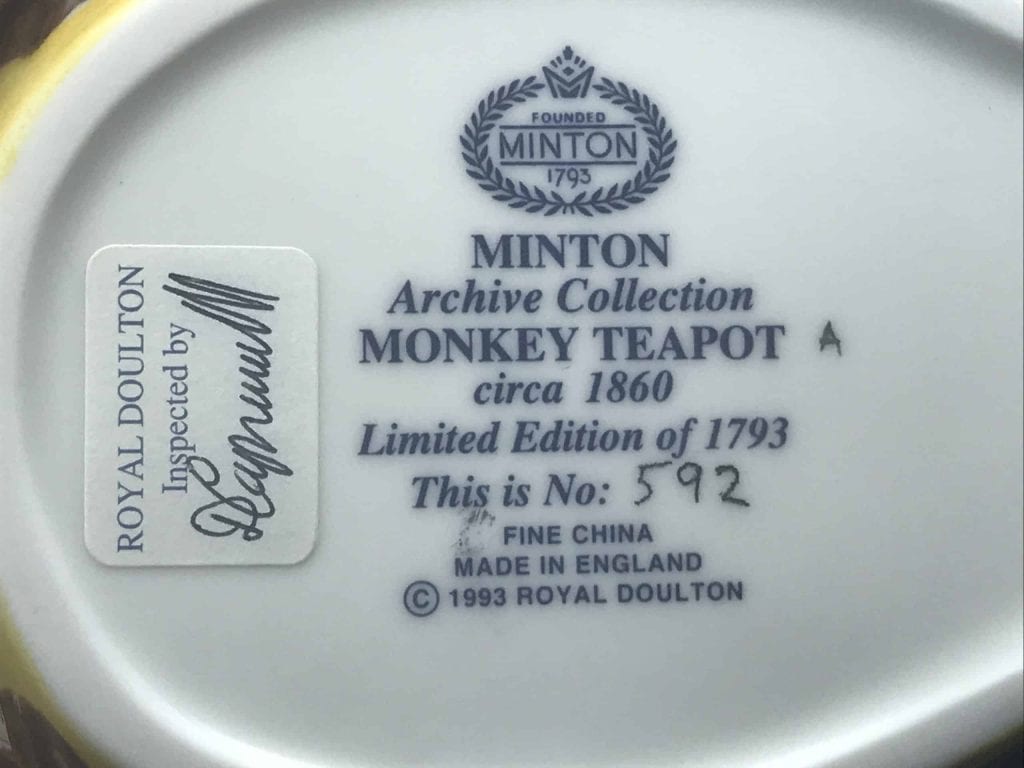 FOUNDED
MINTON
1793
MINTON
Archive Collection
MONKEY TEAPOT A
circa 1860
Limited Edition of 1793
This is No: 592
FINE CHINA
MADE IN ENGLAND
© 1993 ROYAL DOULTON
ROYAL DOULTON
Inspected by